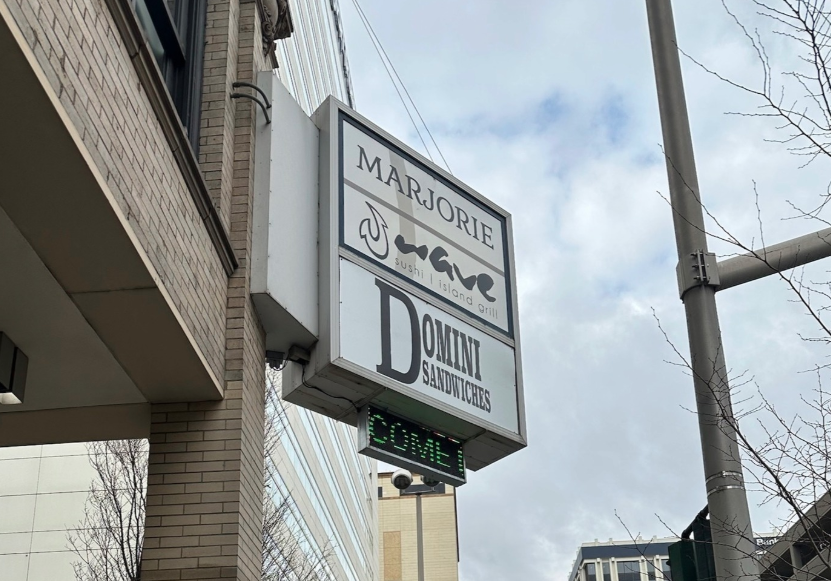 MARJORIE
wave
sushi | island grill
DOMINI
SANDWICHES
COME